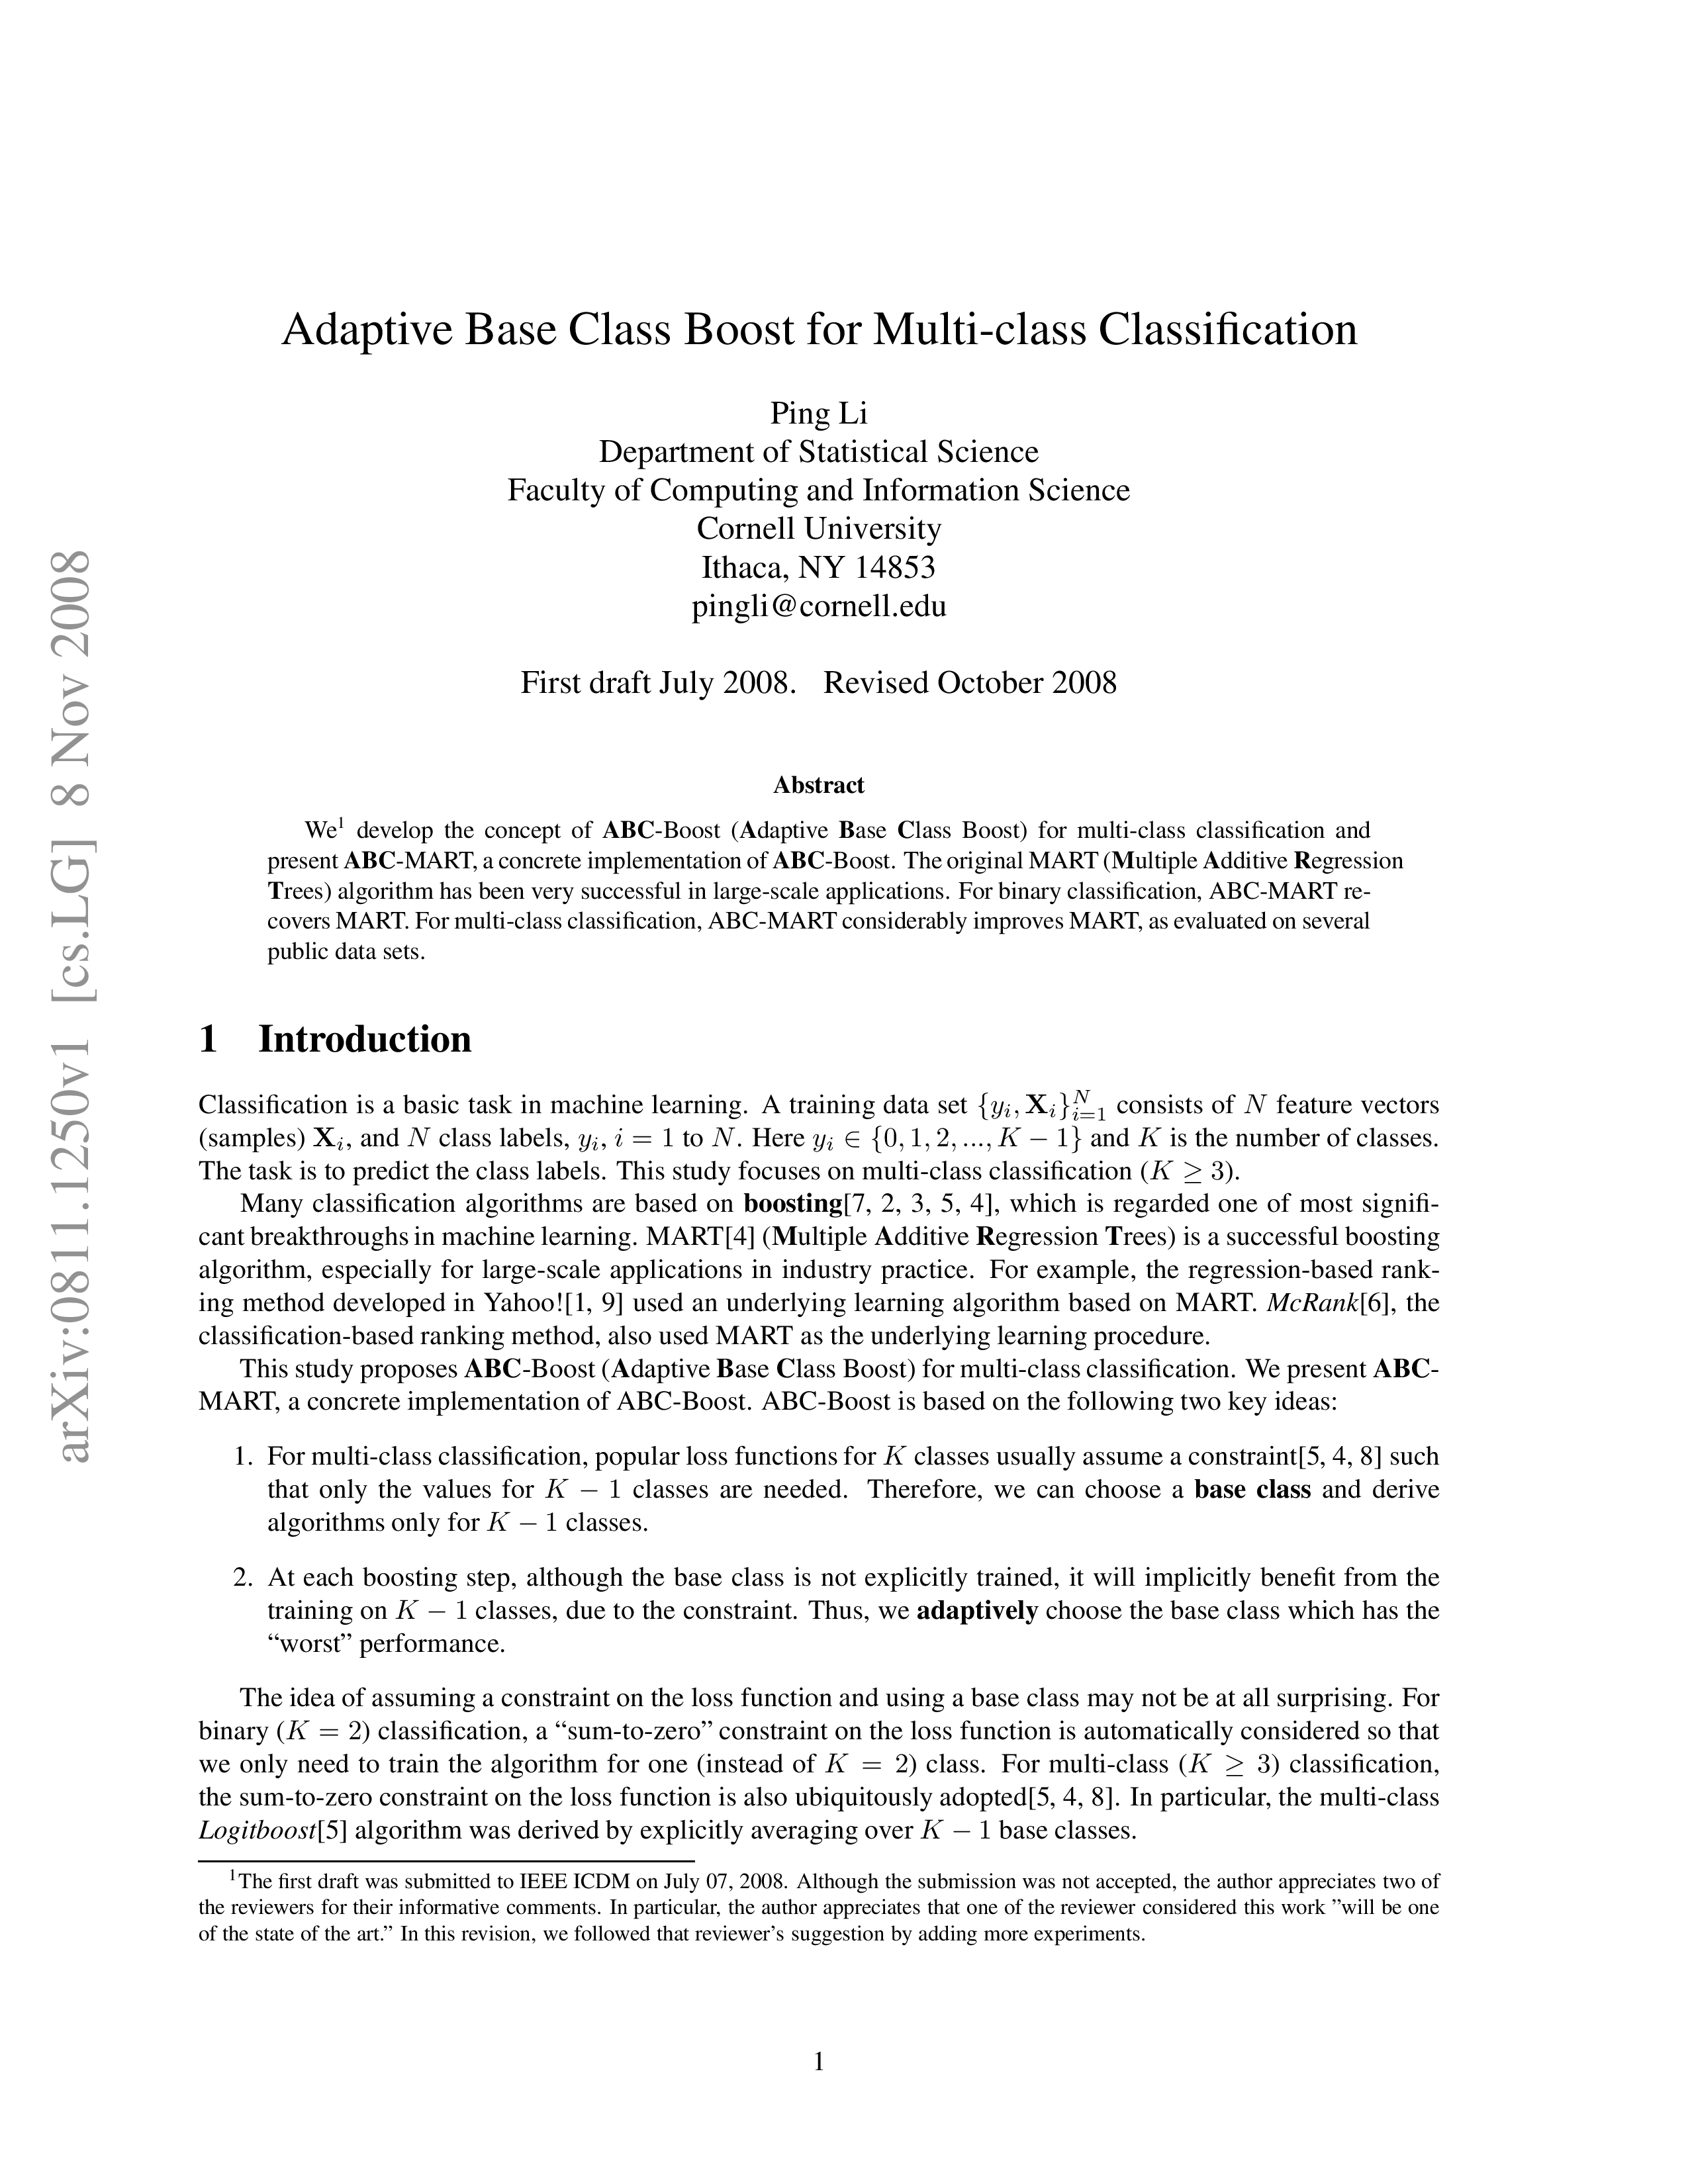 arXiv:0811.1250v1 [cs.LG] 8 Nov 2008
Adaptive Base Class Boost for Multi-class Classification
Ping Li
Department of Statistical Science
Faculty of Computing and Information Science
Cornell University
Ithaca, NY 14853
pingli@cornell.edu
First draft July 2008. Revised October 2008
Abstract
We¹ develop the concept of ABC-Boost (Adaptive Base Class Boost) for multi-class classification and
present ABC-MART, a concrete implementation of ABC-Boost. The original MART (Multiple Additive Regression
Trees) algorithm has been very successful in large-scale applications. For binary classification, ABC-MART re-
covers MART. For multi-class classification, ABC-MART considerably improves MART, as evaluated on several
public data sets.
1 Introduction
Classification is a basic task in machine learning. A training data set {y_i, X_i}_{i=1}^N consists of N feature vectors
(samples) X_i, and N class labels, y_i, i = 1 to N. Here y_i ∈ {0, 1, 2, ..., K − 1} and K is the number of classes.
The task is to predict the class labels. This study focuses on multi-class classification (K ≥ 3).
Many classification algorithms are based on boosting[7, 2, 3, 5, 4], which is regarded one of most signifi-
cant breakthroughs in machine learning. MART[4] (Multiple Additive Regression Trees) is a successful boosting
algorithm, especially for large-scale applications in industry practice. For example, the regression-based rank-
ing method developed in Yahoo![1, 9] used an underlying learning algorithm based on MART. McRank[6], the
classification-based ranking method, also used MART as the underlying learning procedure.
This study proposes ABC-Boost (Adaptive Base Class Boost) for multi-class classification. We present ABC-
MART, a concrete implementation of ABC-Boost. ABC-Boost is based on the following two key ideas:
1. For multi-class classification, popular loss functions for K classes usually assume a constraint[5, 4, 8] such
that only the values for K − 1 classes are needed. Therefore, we can choose a base class and derive
algorithms only for K − 1 classes.
2. At each boosting step, although the base class is not explicitly trained, it will implicitly benefit from the
training on K − 1 classes, due to the constraint. Thus, we adaptively choose the base class which has the
“worst” performance.
The idea of assuming a constraint on the loss function and using a base class may not be at all surprising. For
binary (K = 2) classification, a “sum-to-zero” constraint on the loss function is automatically considered so that
we only need to train the algorithm for one (instead of K = 2) class. For multi-class (K ≥ 3) classification,
the sum-to-zero constraint on the loss function is also ubiquitously adopted[5, 4, 8]. In particular, the multi-class
Logitboost[5] algorithm was derived by explicitly averaging over K − 1 base classes.
¹The first draft was submitted to IEEE ICDM on July 07, 2008. Although the submission was not accepted, the author appreciates two of
the reviewers for their informative comments. In particular, the author appreciates that one of the reviewer considered this work ”will be one
of the state of the art.” In this revision, we followed that reviewer’s suggestion by adding more experiments.
1